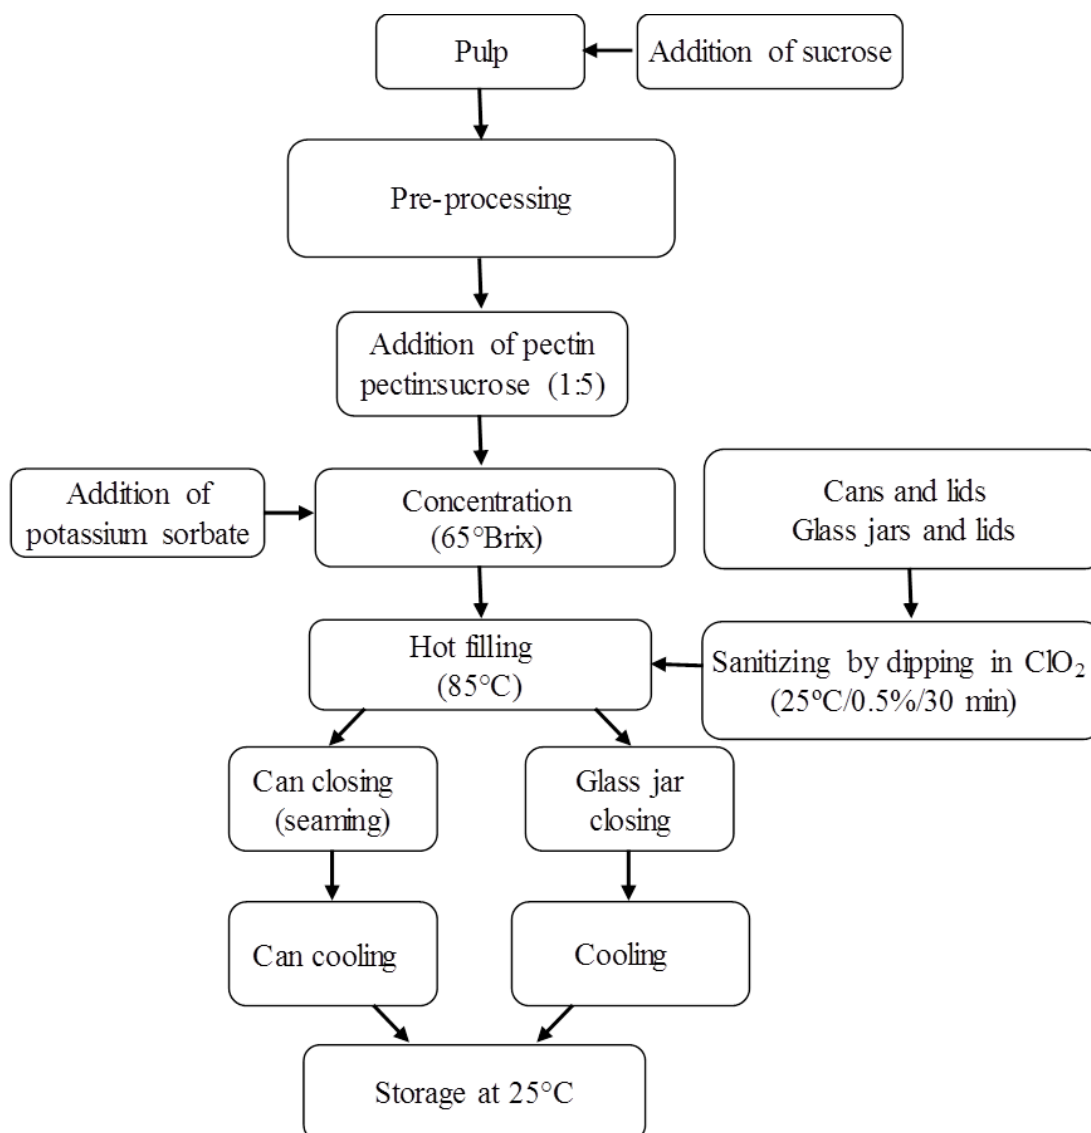 Pulp
Addition of sucrose
Pre-processing
Addition of pectin
pectin:sucrose (1:5)
Addition of
potassium sorbate
Concentration
(65°Brix)
Cans and lids
Glass jars and lids
Hot filling
(85°C)
Sanitizing by dipping in ClO₂
(25ºC/0.5%/30 min)
Can closing
(seaming)
Glass jar
closing
Can cooling
Cooling
Storage at 25°C